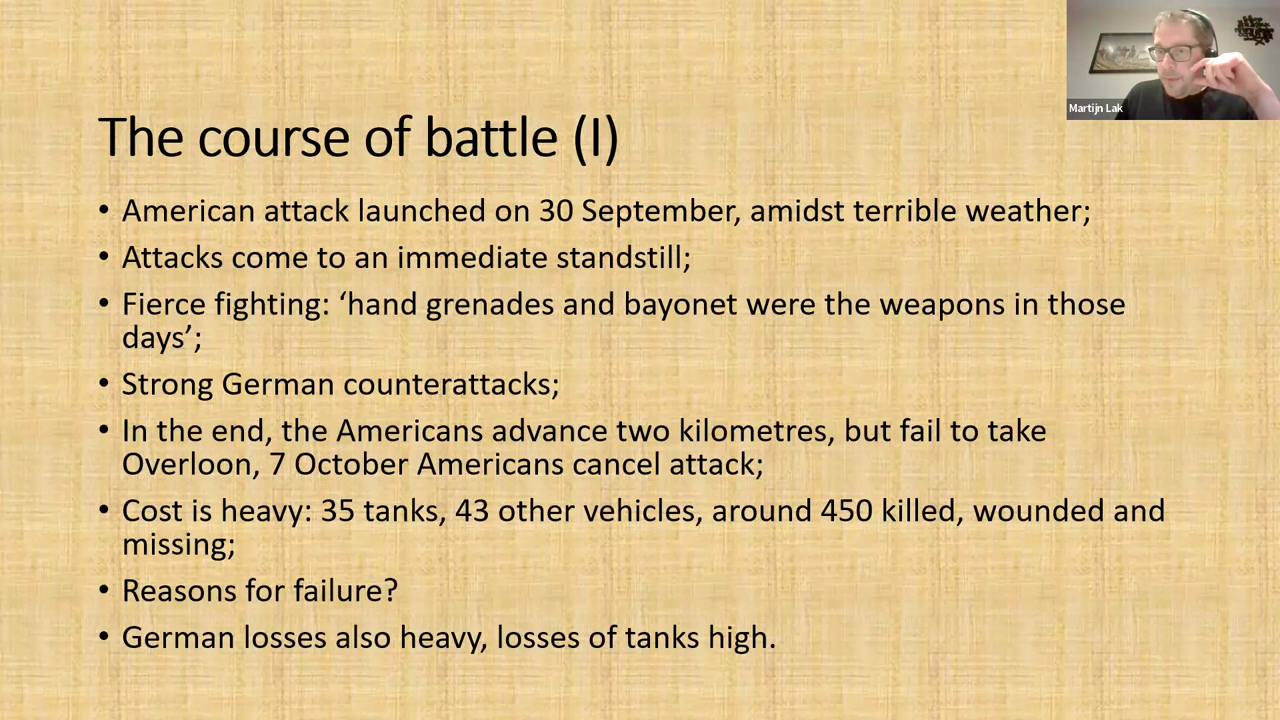 Martijn Lak
The course of battle (I)
• American attack launched on 30 September, amidst terrible weather;
• Attacks come to an immediate standstill;
• Fierce fighting: ‘hand grenades and bayonet were the weapons in those
days’;
• Strong German counterattacks;
• In the end, the Americans advance two kilometres, but fail to take
Overloon, 7 October Americans cancel attack;
• Cost is heavy: 35 tanks, 43 other vehicles, around 450 killed, wounded and
missing;
• Reasons for failure?
• German losses also heavy, losses of tanks high.